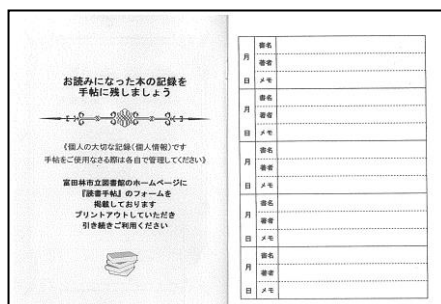 お読みになった本の記録を
手帖に残しましょう
《個人の大切な記録(個人情報)です
手帖をご使用なさる際は各自で管理してください》
富田林市立図書館のホームページに
『読書手帖』のフォームを
掲載しております
プリントアウトしていただき
引き続きご利用ください
書名
月 著者
日 メモ
書名
月 著者
日 メモ
書名
月 著者
日 メモ
書名
月 著者
日 メモ
書名
月 著者
日 メモ